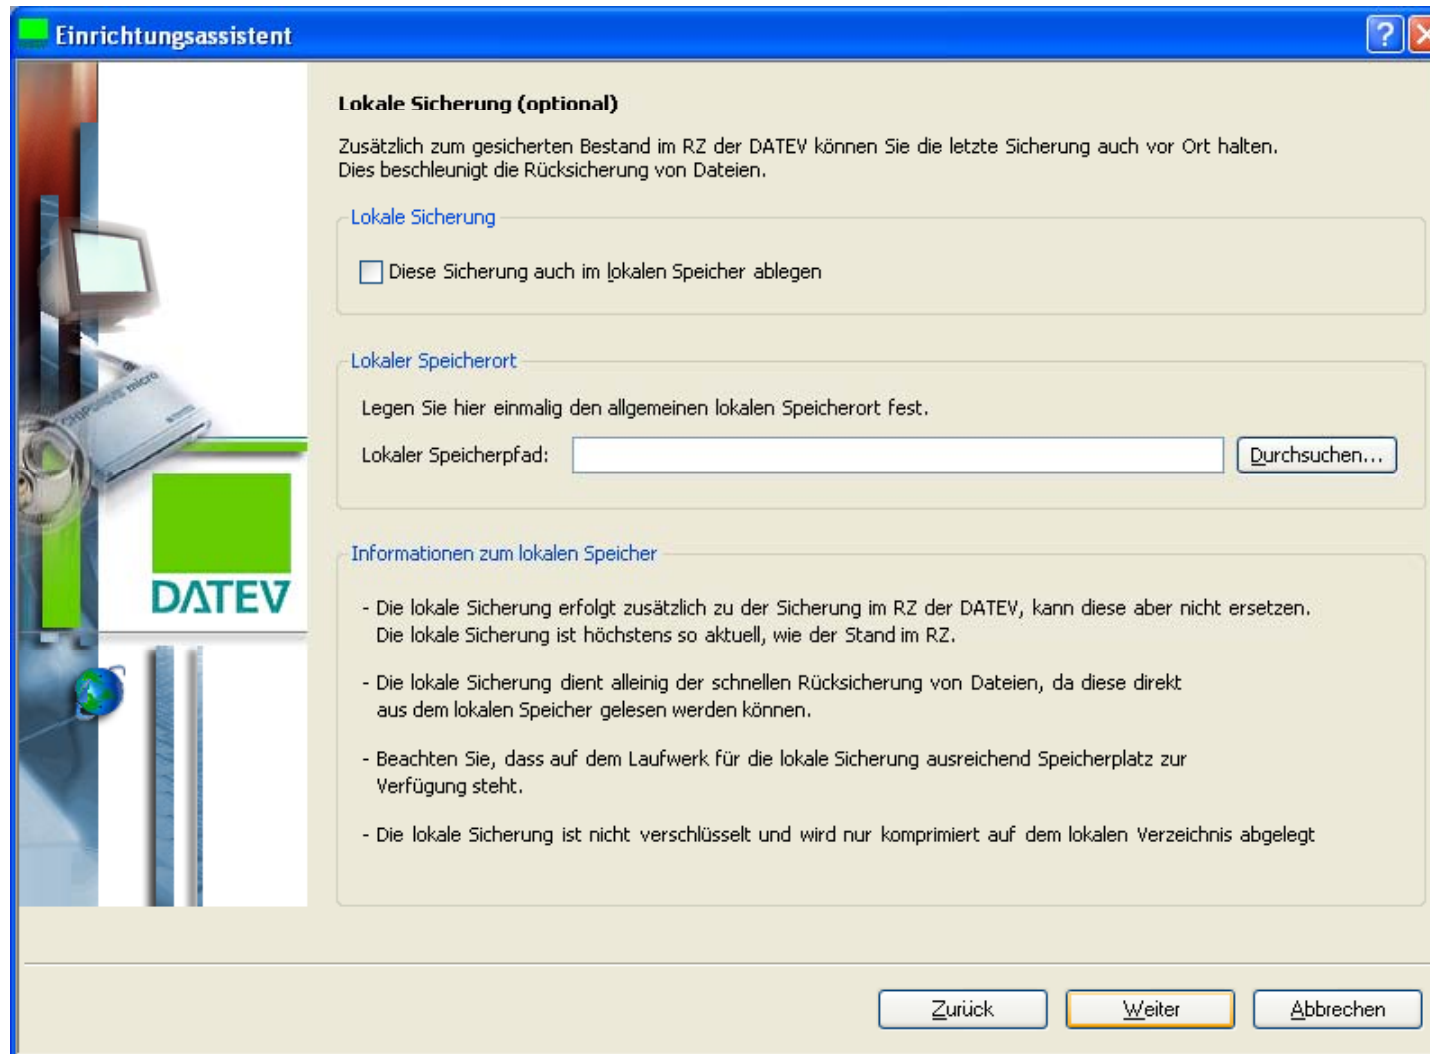 Einrichtungsassistent
?
Lokale Sicherung (optional)
Zusätzlich zum gesicherten Bestand im RZ der DATEV können Sie die letzte Sicherung auch vor Ort halten.
Dies beschleunigt die Rücksicherung von Dateien.
Lokale Sicherung
Diese Sicherung auch im lokalen Speicher ablegen
Lokaler Speicherort
Legen Sie hier einmalig den allgemeinen lokalen Speicherort fest.
Lokaler Speicherpfad:
Durchsuchen...
Informationen zum lokalen Speicher
- Die lokale Sicherung erfolgt zusätzlich zu der Sicherung im RZ der DATEV, kann diese aber nicht ersetzen.
Die lokale Sicherung ist höchstens so aktuell, wie der Stand im RZ.
- Die lokale Sicherung dient alleinig der schnellen Rücksicherung von Dateien, da diese direkt
aus dem lokalen Speicher gelesen werden können.
- Beachten Sie, dass auf dem Laufwerk für die lokale Sicherung ausreichend Speicherplatz zur
Verfügung steht.
- Die lokale Sicherung ist nicht verschlüsselt und wird nur komprimiert auf dem lokalen Verzeichnis abgelegt
micro
DATEV
Zurück
Weiter
Abbrechen